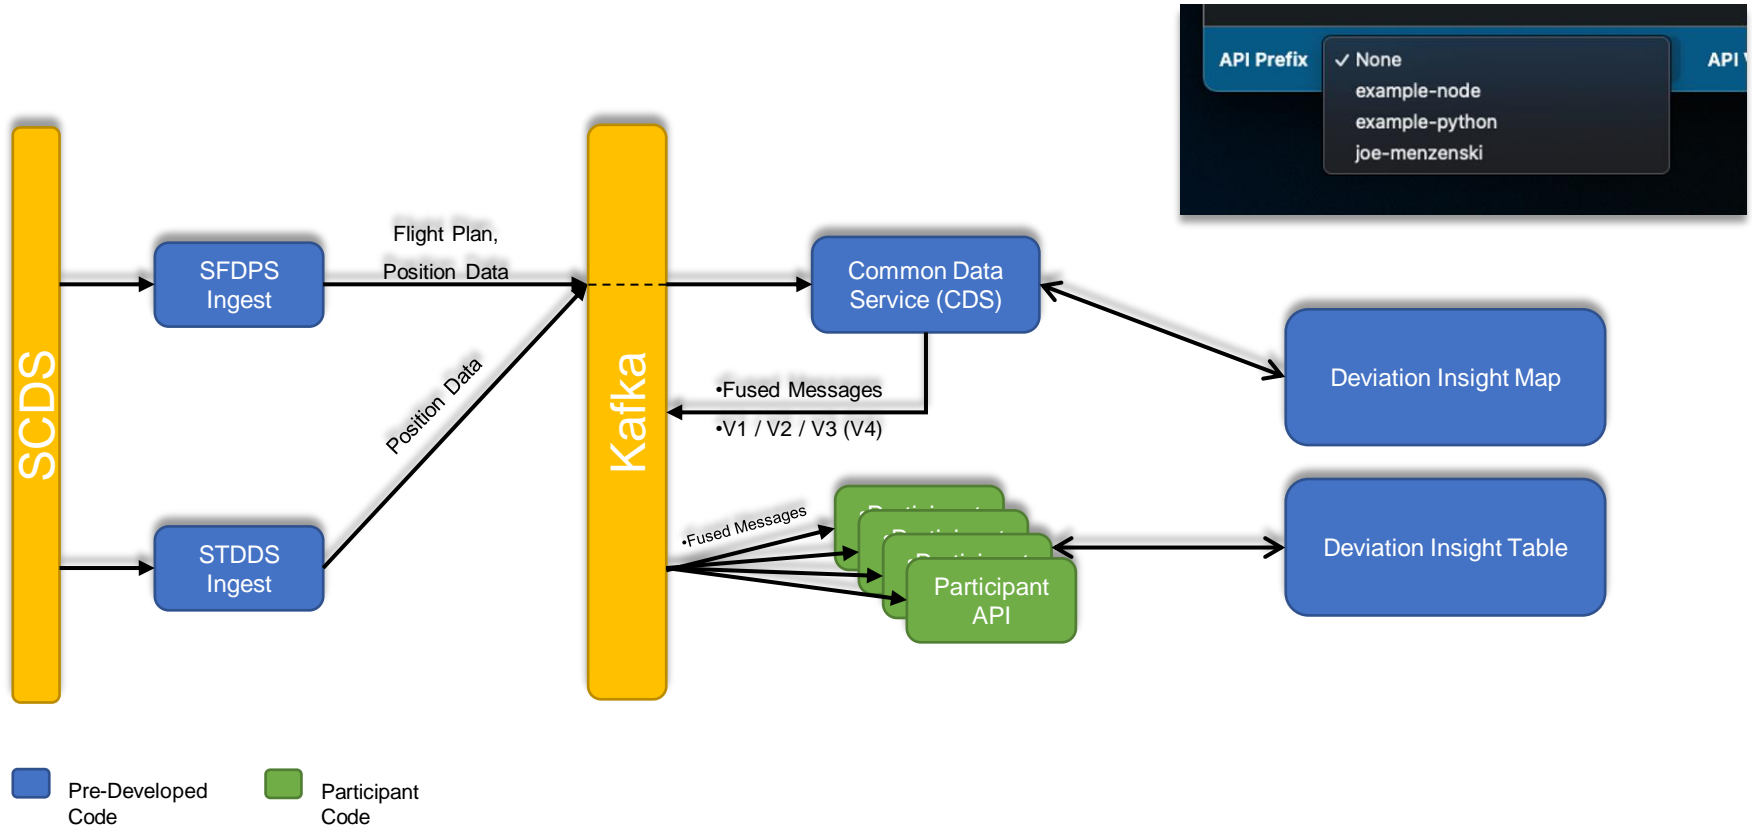 API Prefix
✓ None
API
example-node
example-python
joe-menzenski
SCDS
SFDPS
Ingest
Flight Plan,
Position Data
Position Data
STDDS
Ingest
Kafka
Common Data
Service (CDS)
•Fused Messages
•V1 / V2 / V3 (V4)
•Fused Messages
Participant
API
Deviation Insight Map
Deviation Insight Table
Pre-Developed
Code
Participant
Code